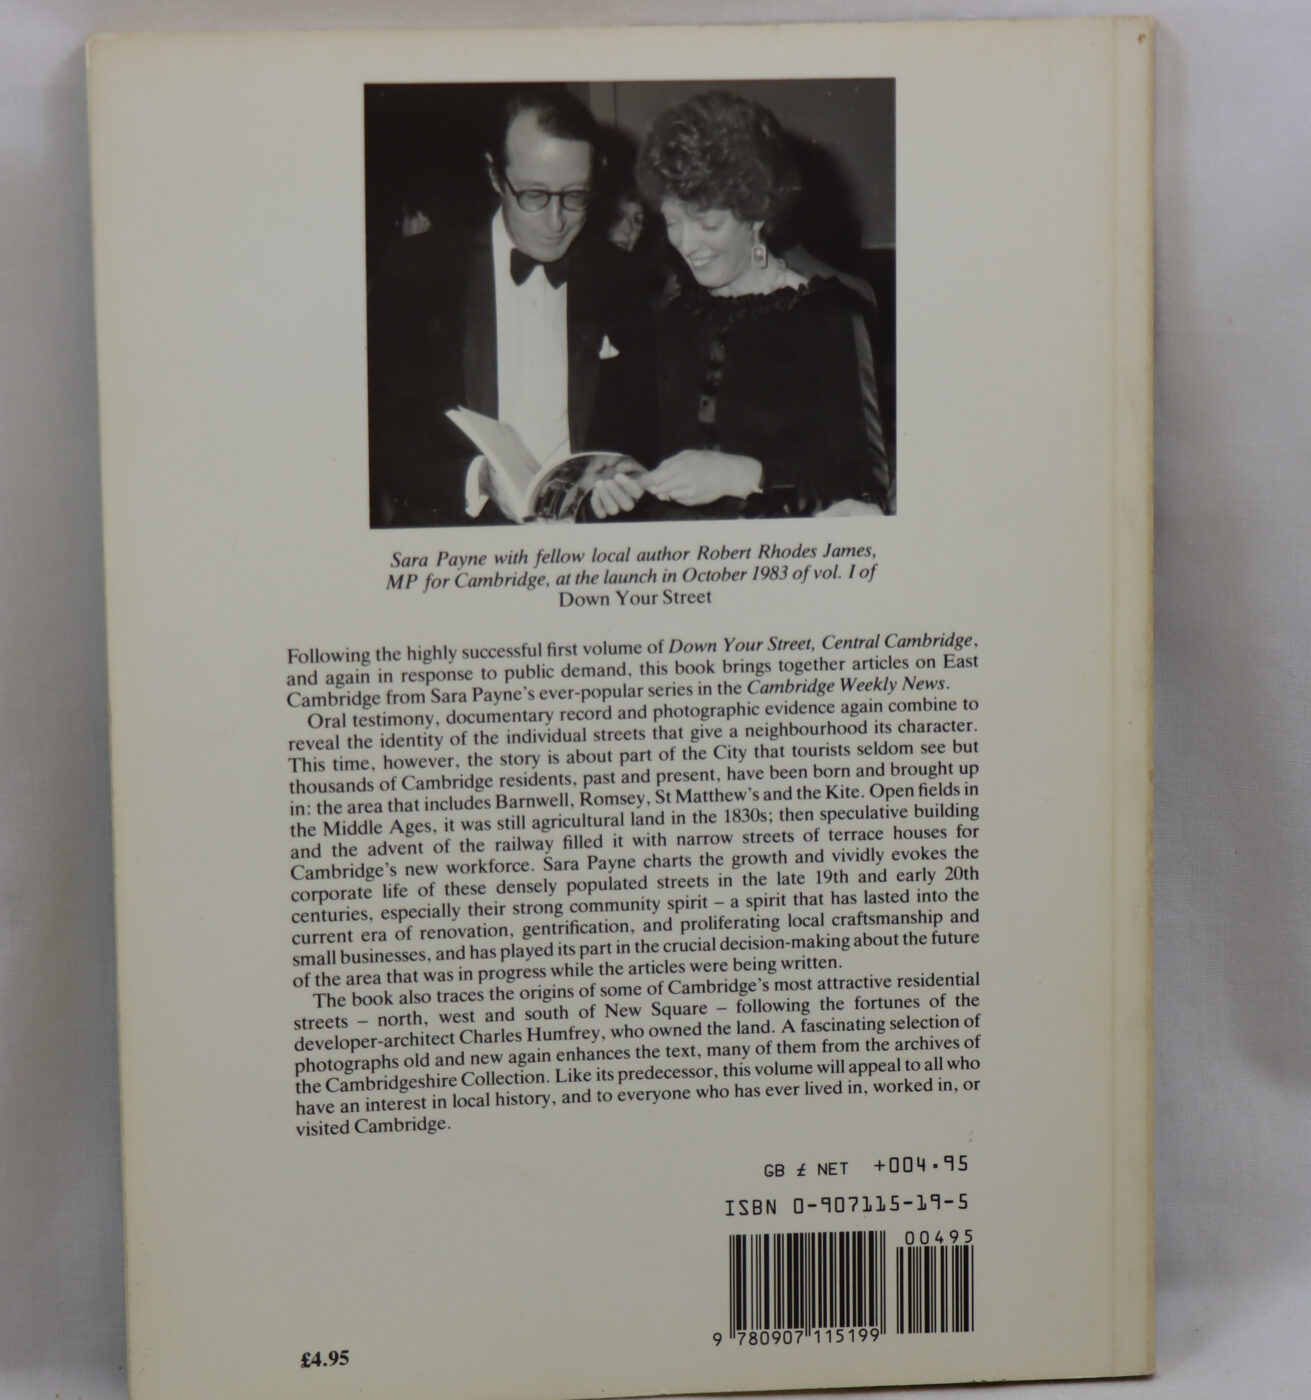 Sara Payne with fellow local author Robert Rhodes James,
MP for Cambridge, at the launch in October 1983 of vol. I of
Down Your Street
Following the highly successful first volume of Down Your Street, Central Cambridge,
and again in response to public demand, this book brings together articles on East
Cambridge from Sara Payne's ever-popular series in the Cambridge Weekly News.
Oral testimony, documentary record and photographic evidence again combine to
reveal the identity of the individual streets that give a neighbourhood its character.
This time, however, the story is about part of the City that tourists seldom see but
thousands of Cambridge residents, past and present, have been born and brought up
in: the area that includes Barnwell, Romsey, St Matthew's and the Kite. Open fields in
the Middle Ages, it was still agricultural land in the 1830s; then speculative building
and the advent of the railway filled it with narrow streets of terrace houses for
Cambridge's new workforce. Sara Payne charts the growth and vividly evokes the
corporate life of these densely populated streets in the late 19th and early 20th
centuries, especially their strong community spirit – a spirit that has lasted into the
current era of renovation, gentrification, and proliferating local craftsmanship and
small businesses, and has played its part in the crucial decision-making about the future
of the area that was in progress while the articles were being written.
The book also traces the origins of some of Cambridge's most attractive residential
streets – north, west and south of New Square – following the fortunes of the
developer-architect Charles Humfrey, who owned the land. A fascinating selection of
photographs old and new again enhances the text, many of them from the archives of
the Cambridgeshire Collection. Like its predecessor, this volume will appeal to all who
have an interest in local history, and to everyone who has ever lived in, worked in, or
visited Cambridge.
GB £ NET +004.95
ISBN 0-907115-19-5
00495
9 780907 115199
£4.95